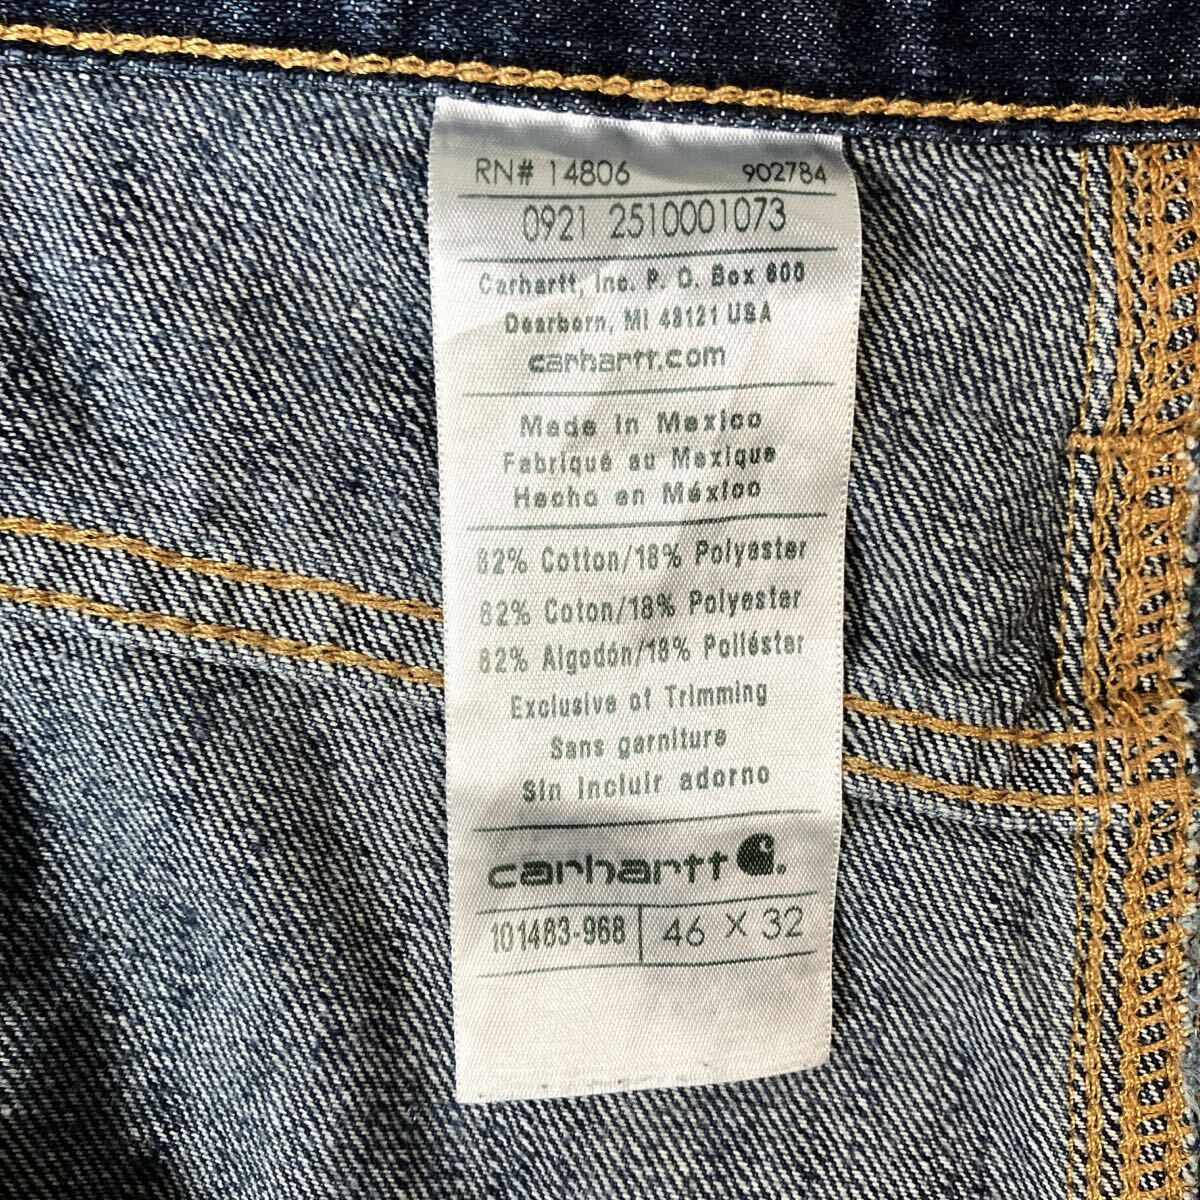 RN# 14806 902784
0921 2510001073
Carhartt, Inc. P. O. Box 600
Dearborn, MI 48121 USA
carhartt.com
Made in Mexico
Fabriqué au Mexique
Hecho en México
82% Cotton/18% Polyester
82% Coton/18% Polyester
82% Algodón/18% Poliéster
Exclusive of Trimming
Sans garniture
Sin incluir adorno
carhartt
101483-968 46 X 32